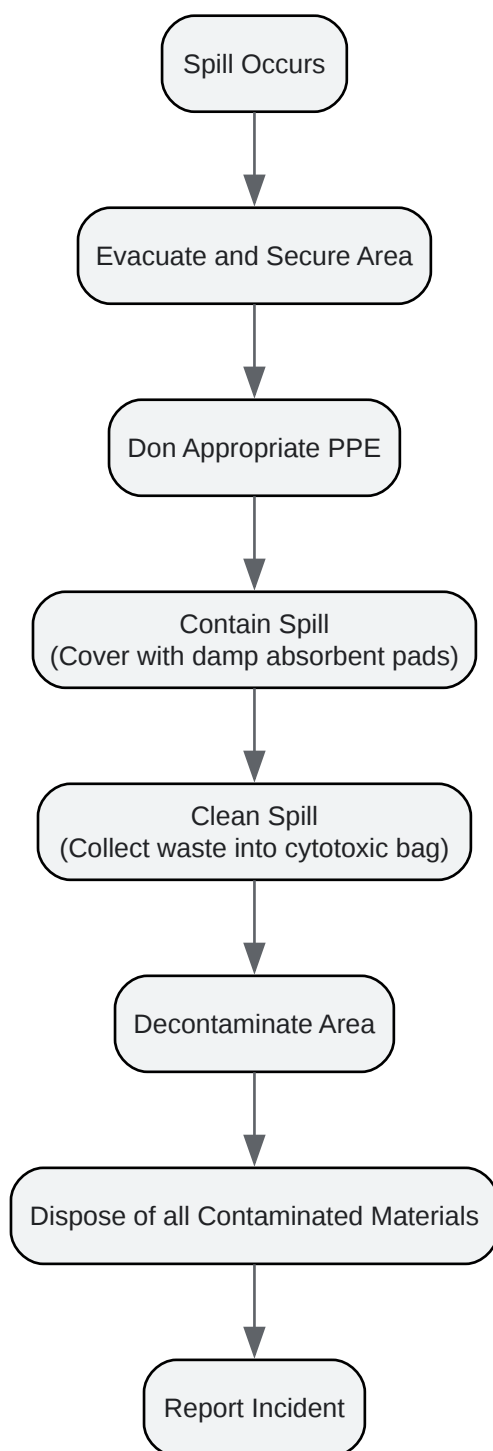 Spill Occurs
Evacuate and Secure Area
Don Appropriate PPE
Contain Spill
(Cover with damp absorbent pads)
Clean Spill
(Collect waste into cytotoxic bag)
Decontaminate Area
Dispose of all Contaminated Materials
Report Incident